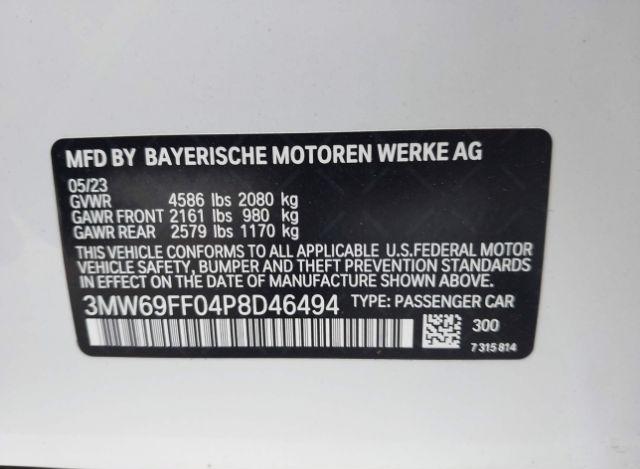 MFD BY BAYERISCHE MOTOREN WERKE AG
05/23
GVWR 4586 lbs 2080 kg
GAWR FRONT 2161 lbs 980 kg
GAWR REAR 2579 lbs 1170 kg
THIS VEHICLE CONFORMS TO ALL APPLICABLE U.S.FEDERAL MOTOR
VEHICLE SAFETY, BUMPER, AND THEFT PREVENTION STANDARDS
IN EFFECT ON THE DATE OF MANUFACTURE SHOWN ABOVE.
3MW69FF04P8D46494 TYPE: PASSENGER CAR
300
7 315 814